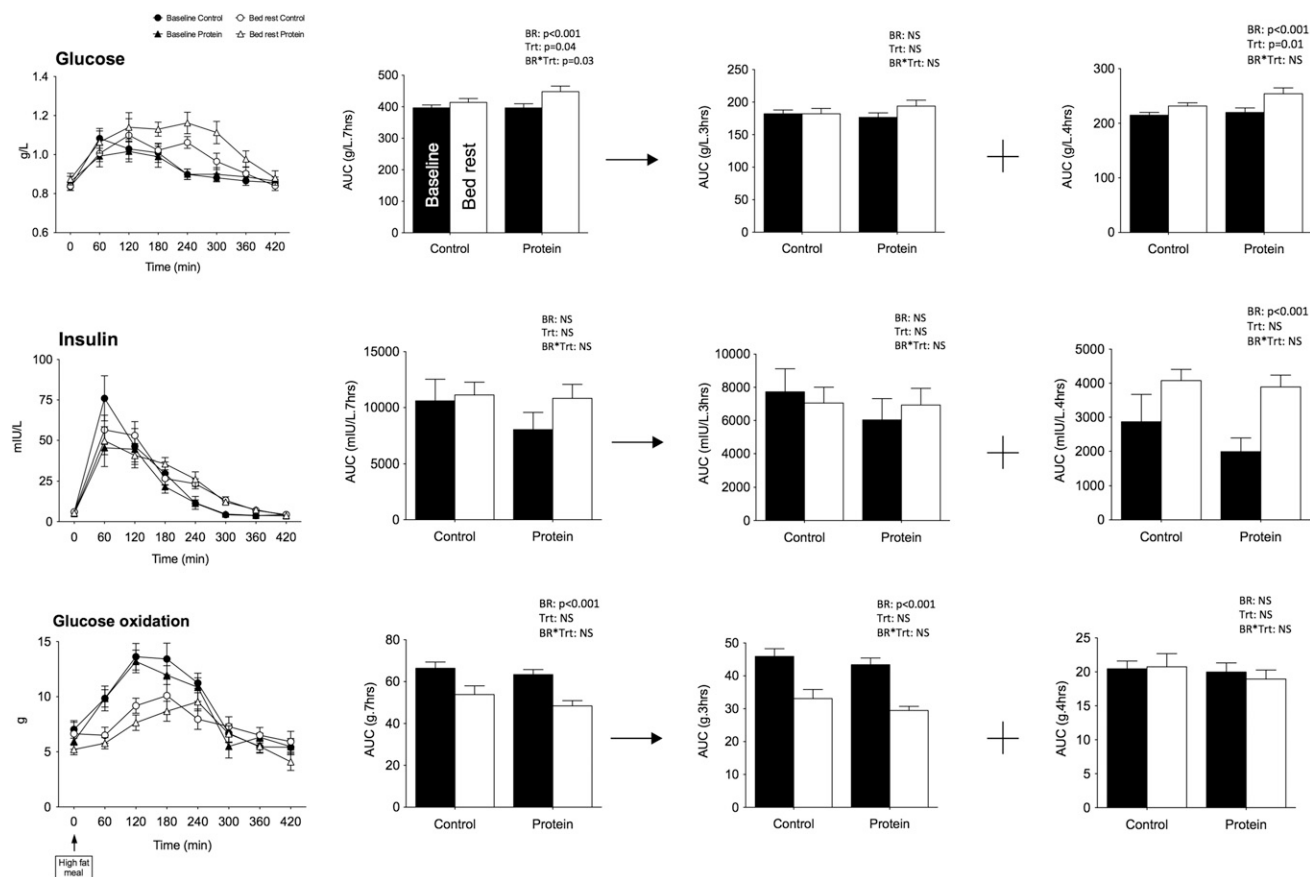 Baseline Control
Bed rest Control
Baseline Protein
Bed rest Protein
Glucose
1.4
1.2
1.0
0.8
0.6
g/L
0 60 120 180 240 300 360 420
Time (min)
BR: p<0.001
Trt: p=0.04
BR*Trt: p=0.03
500
400
300
200
100
0
AUC (g/L.7hrs)
Baseline
Bed rest
Control Protein
BR: NS
Trt: NS
BR*Trt: NS
250
200
150
100
50
0
AUC (g/L.3hrs)
Control Protein
BR: p<0.001
Trt: p=0.01
BR*Trt: NS
300
200
100
0
AUC (g/L.4hrs)
Control Protein
Insulin
100
75
50
25
0
mIU/L
0 60 120 180 240 300 360 420
Time (min)
BR: NS
Trt: NS
BR*Trt: NS
15000
10000
5000
0
AUC (mIU/L.7hrs)
Control Protein
BR: NS
Trt: NS
BR*Trt: NS
10000
8000
6000
4000
2000
0
AUC (mIU/L.3hrs)
Control Protein
BR: p<0.001
Trt: NS
BR*Trt: NS
5000
4000
3000
2000
1000
0
AUC (mIU/L.4hrs)
Control Protein
Glucose oxidation
15
10
5
0
g
0 60 120 180 240 300 360 420
Time (min)
High fat
meal
BR: p<0.001
Trt: NS
BR*Trt: NS
80
60
40
20
0
AUC (g.7hrs)
Control Protein
BR: p<0.001
Trt: NS
BR*Trt: NS
50
40
30
20
10
0
AUC (g.3hrs)
Control Protein
BR: NS
Trt: NS
BR*Trt: NS
25
20
15
10
5
0
AUC (g.4hrs)
Control Protein